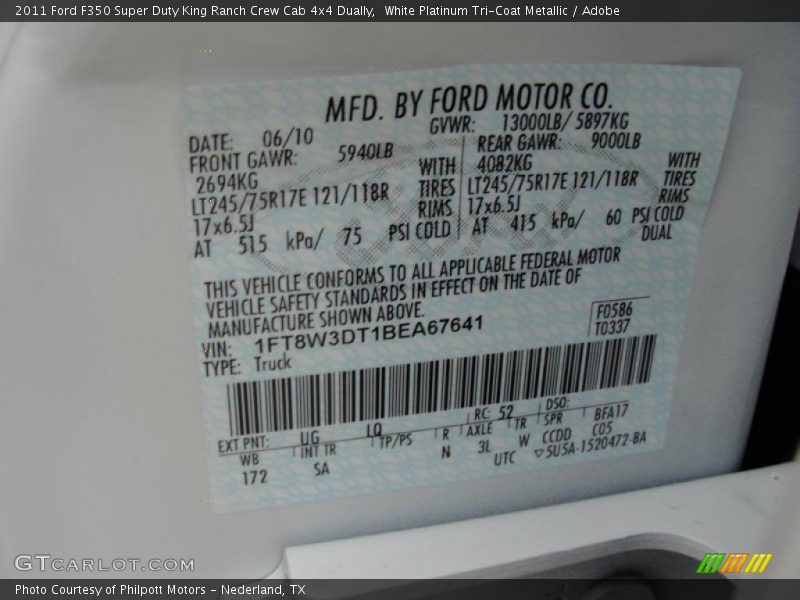 2011 Ford F350 Super Duty King Ranch Crew Cab 4x4 Dually, White Platinum Tri-Coat Metallic / Adobe
MFD. BY FORD MOTOR CO.
DATE: 06/10 GVWR: 13000LB/ 5897KG
FRONT GAWR: 5940LB REAR GAWR: 9000LB
2694KG WITH 4082KG WITH
LT245/75R17E 121/118R TIRES LT245/75R17E 121/118R TIRES
17x6.5J RIMS 17x6.5J RIMS
AT 515 kPa/ 75 PSI COLD AT 415 kPa/ 60 PSI COLD
DUAL
THIS VEHICLE CONFORMS TO ALL APPLICABLE FEDERAL MOTOR
VEHICLE SAFETY STANDARDS IN EFFECT ON THE DATE OF
MANUFACTURE SHOWN ABOVE.
VIN: 1FT8W3DT1BEA67641 F0586
TYPE: Truck T0337
EXT PNT: UG LQ RC: 52 DSO:
WB INT TR TP/PS R AXLE TR SPR BFA17
172 SA N 3L W CCDD C05
UTC ▽5U5A-1520472-BA
GTCARLOT.COM
Photo Courtesy of Philpott Motors - Nederland, TX